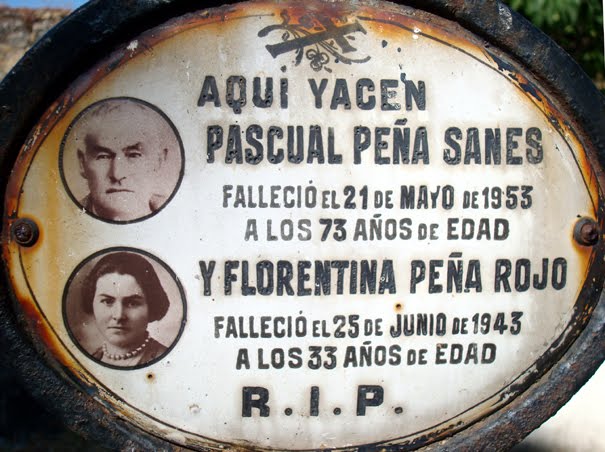 AQUI YACEN
PASCUAL PEÑA SANES
FALLECIÓ EL 21 DE MAYO DE 1953
A LOS 73 AÑOS DE EDAD
Y FLORENTINA PEÑA ROJO
FALLECIÓ EL 25 DE JUNIO DE 1943
A LOS 33 AÑOS DE EDAD
R.I.P.